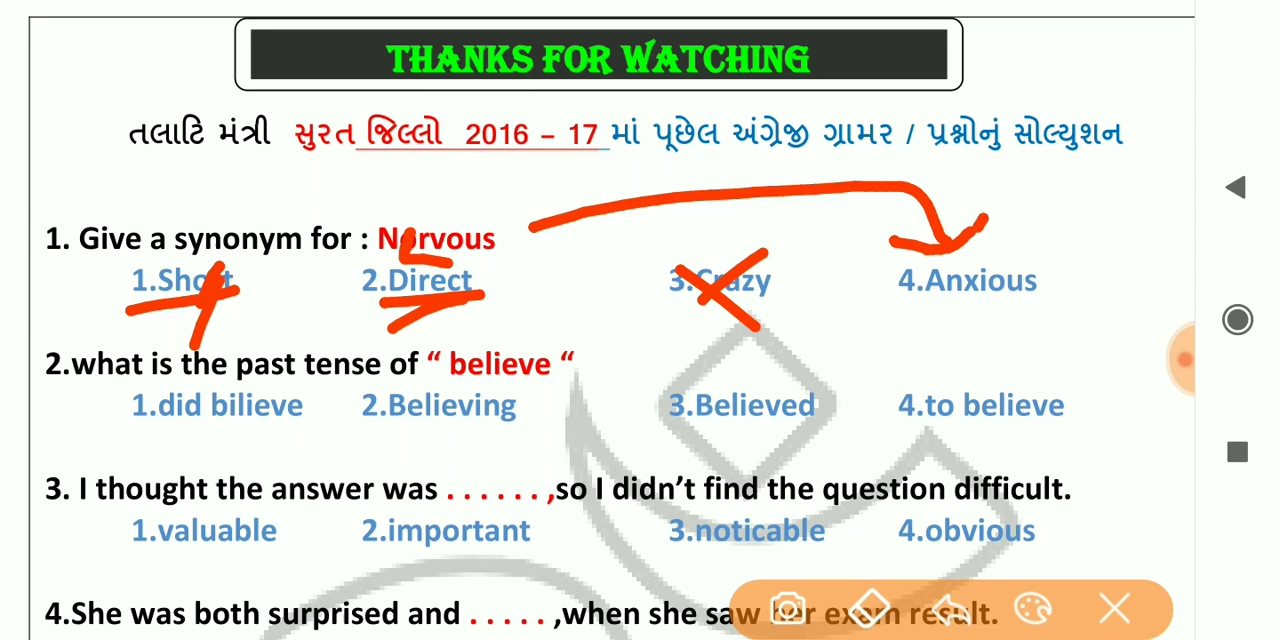 THANKS FOR WATCHING
તલાટિ મંત્રી સુરત જિલ્લો 2016 – 17 માં પૂછેલ અંગ્રેજી ગ્રામર / પ્રશ્નોનું સોલ્યુશન
1. Give a synonym for : Nervous
1.Short 2.Direct 3.Crazy 4.Anxious
2.what is the past tense of “ believe “
1.did bilieve 2.Believing 3.Believed 4.to believe
3. I thought the answer was . . . . . . ,so I didn’t find the question difficult.
1.valuable 2.important 3.noticable 4.obvious
4.She was both surprised and . . . . . ,when she saw her exam result.